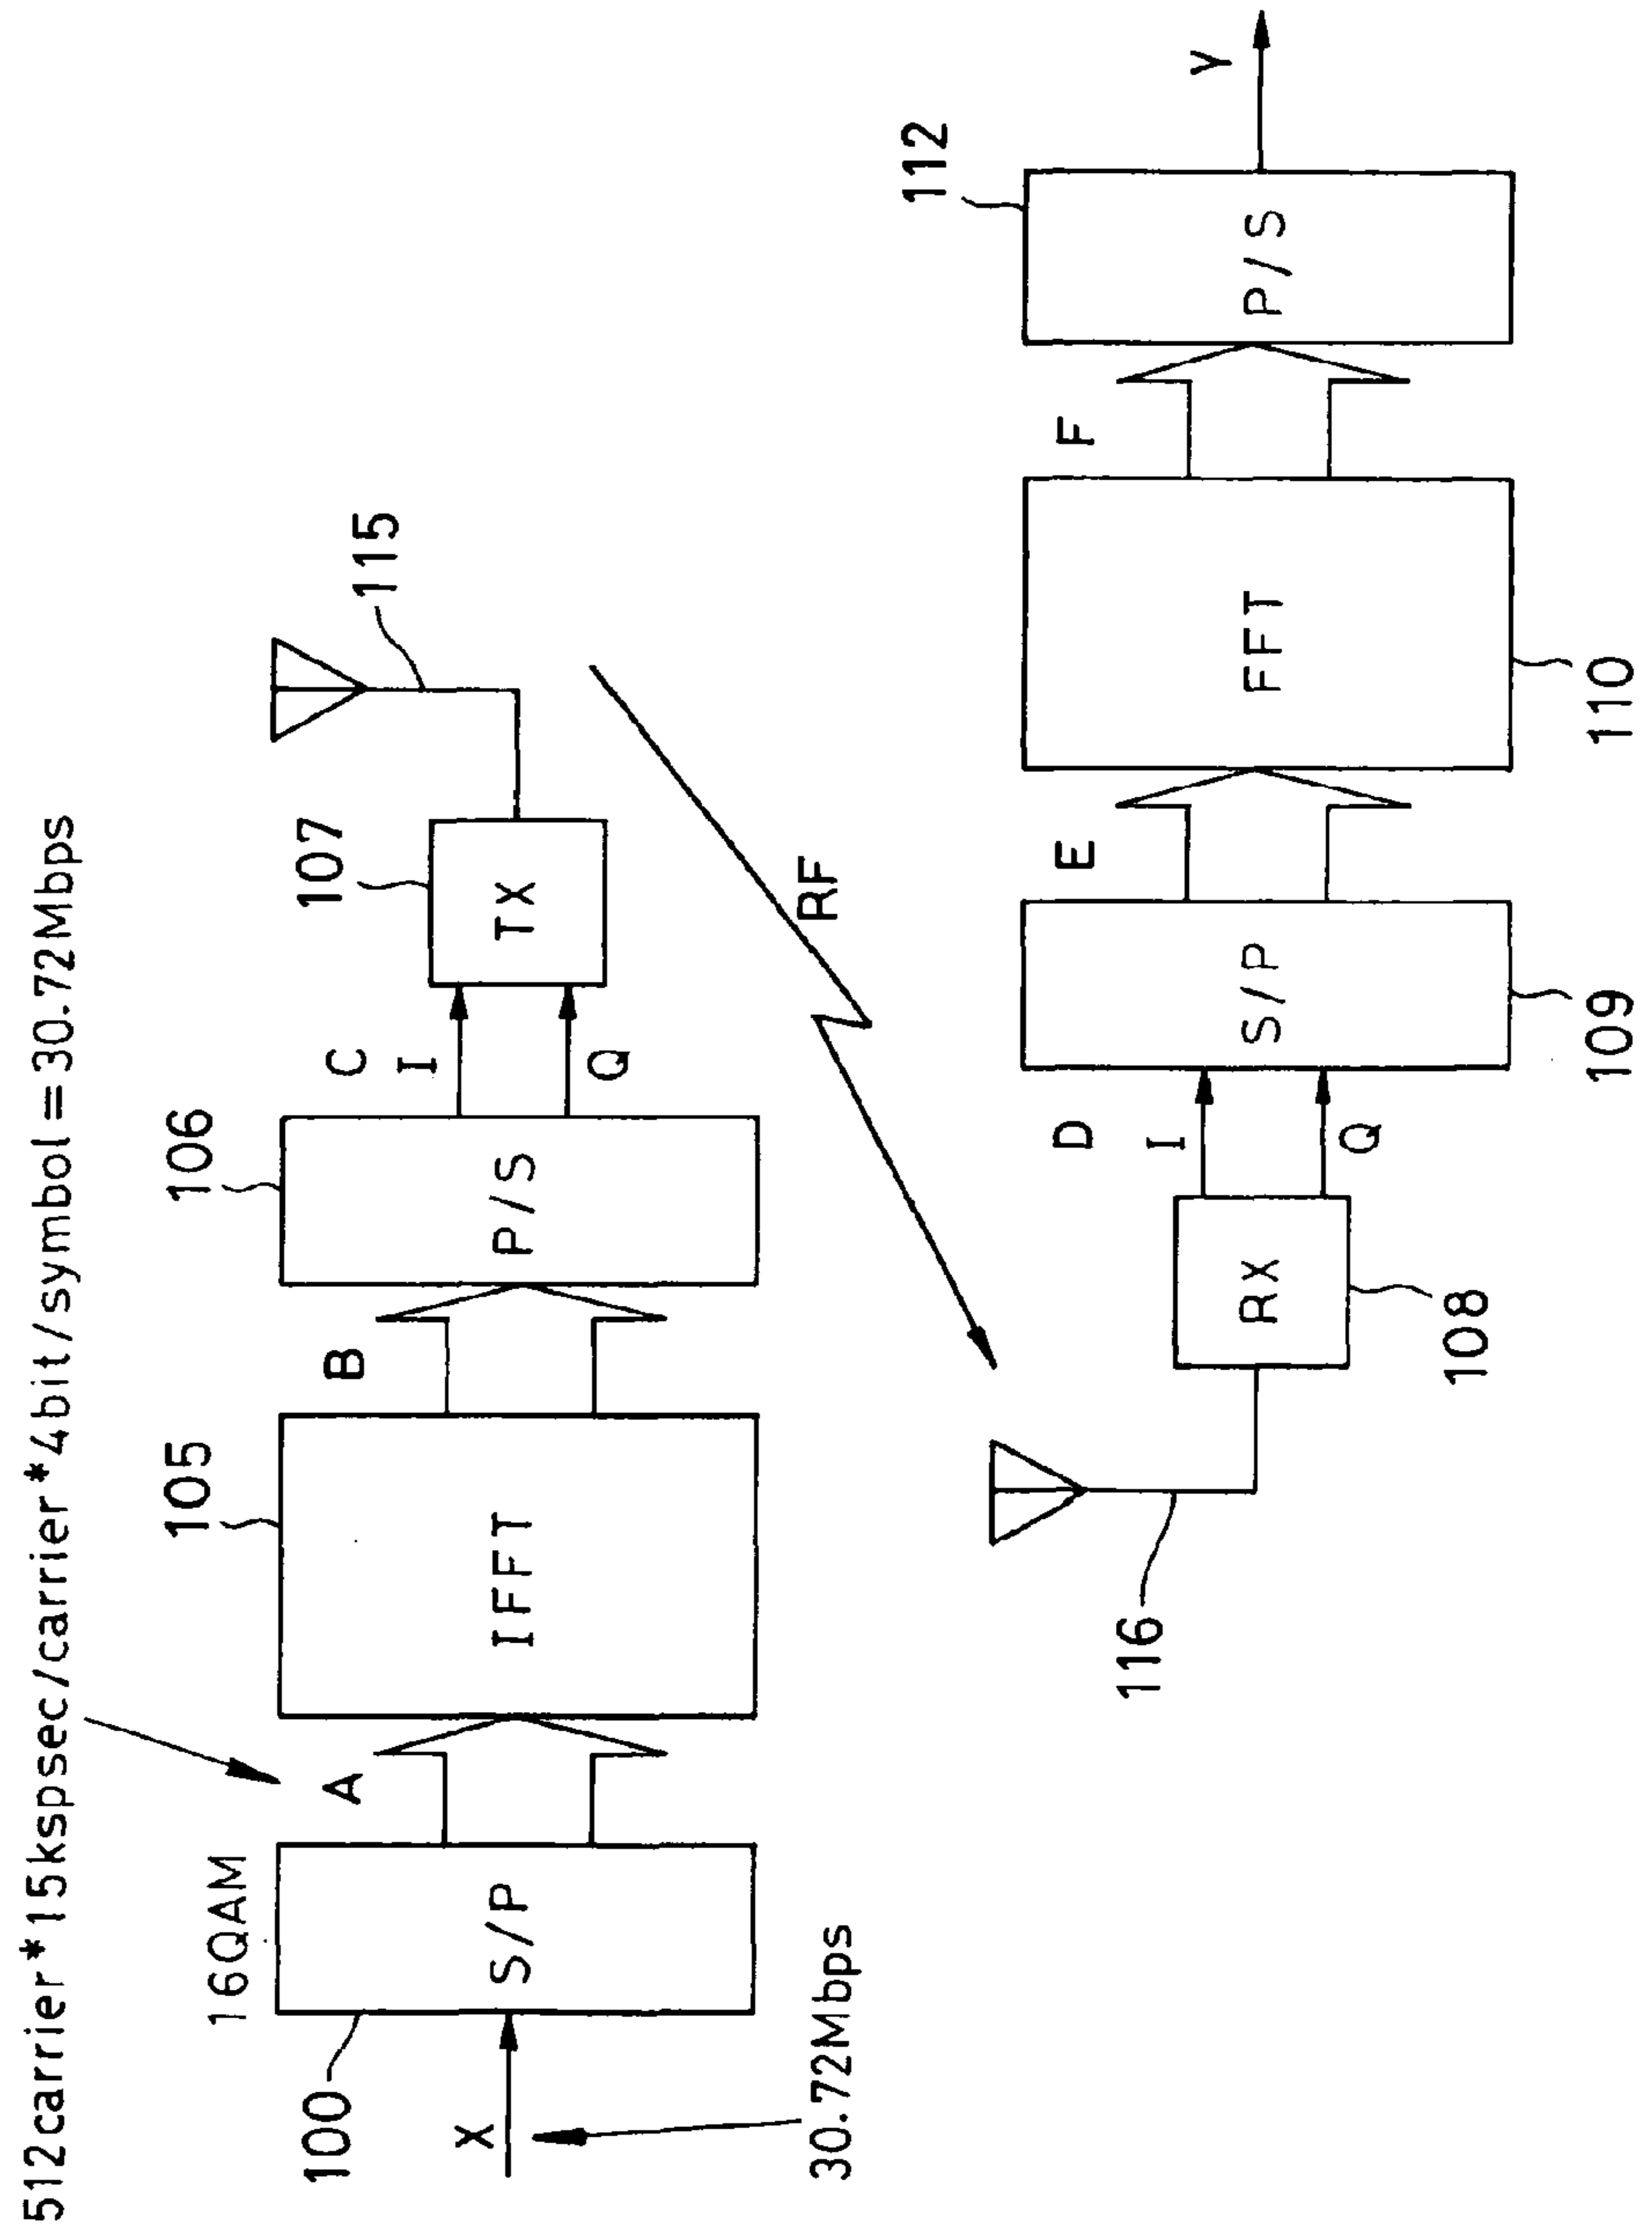 512carrier*15kspsec/carrier*4bit/symbol=30.72Mbps
16QAM
100
X
30.72Mbps
S/P
A
105
IFFT
B
106
P/S
C
I
Q
107
TX
115
RF
116
RX
108
D
I
Q
S/P
109
E
FFT
110
F
112
P/S
Y